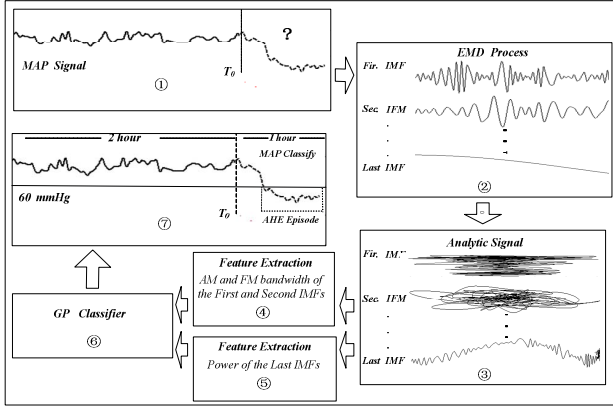 ?
MAP Signal
T0
①
EMD Process
Fir. IMF
Sec. IFM
Last IMF
②
2 hour
1 hour
MAP Classify
60 mmHg
T0
AHE Episode
⑦
Analytic Signal
Fir. IMF
Sec. IFM
Last IMF
③
Feature Extraction
AM and FM bandwidth of
the First and Second IMFs
④
GP Classifier
⑥
Feature Extraction
Power of the Last IMFs
⑤